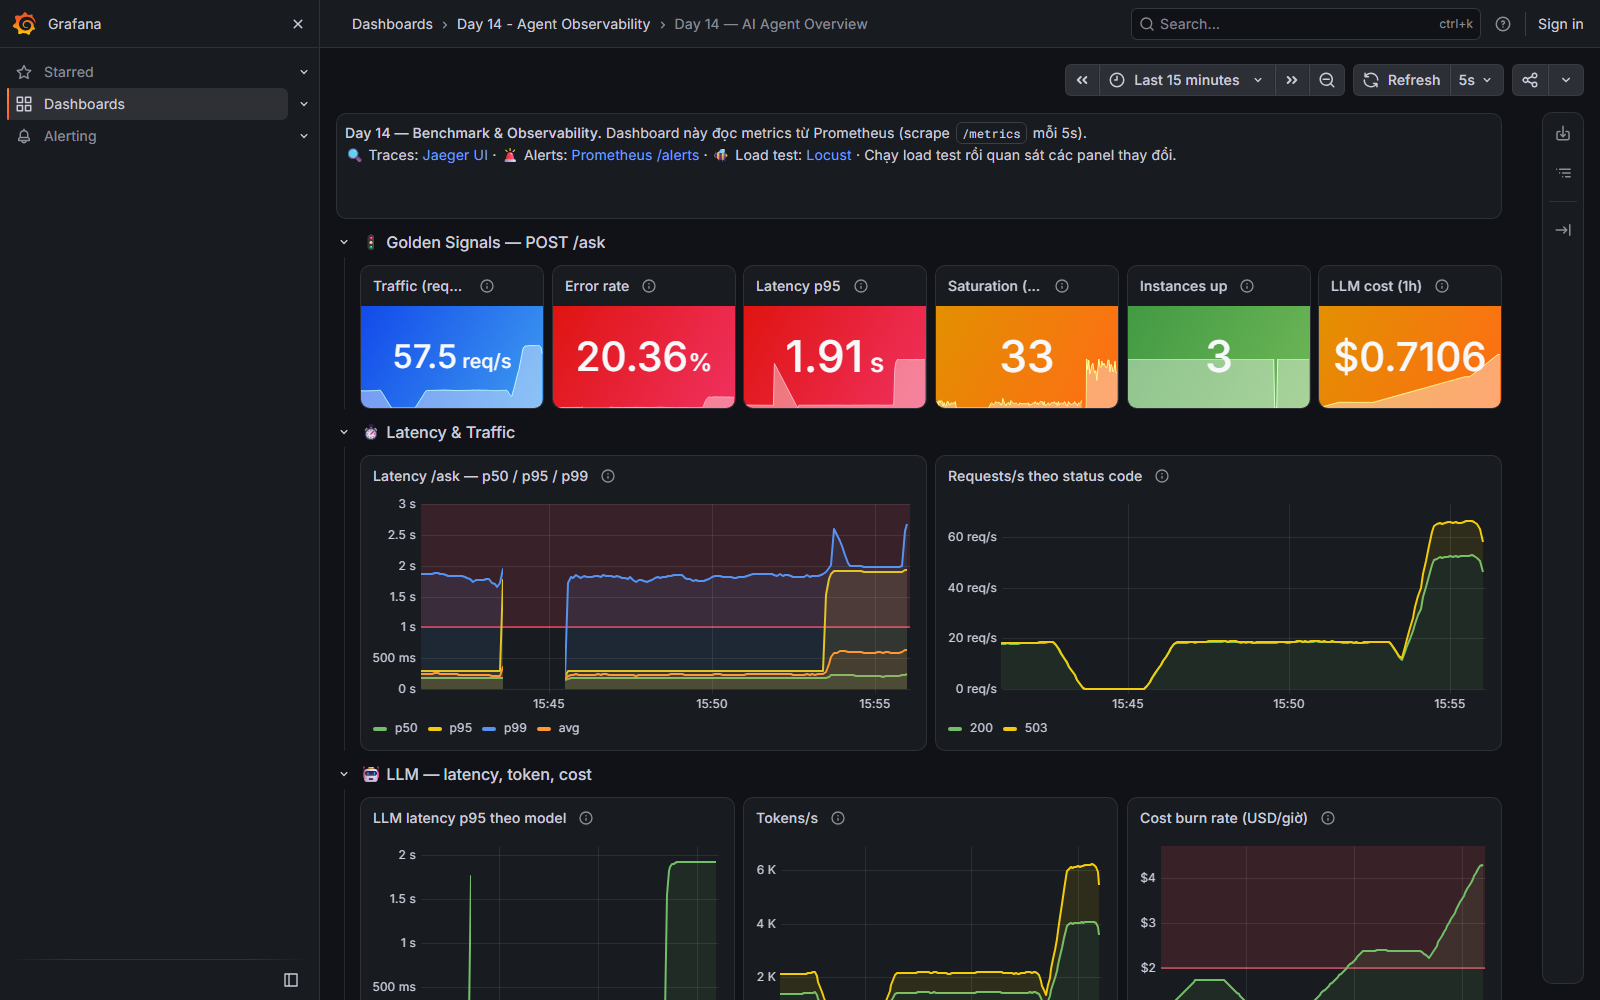 Grafana
Dashboards › Day 14 - Agent Observability › Day 14 — AI Agent Overview
Search...
ctrl+k
Sign in
Starred
Dashboards
Alerting
Last 15 minutes
Refresh
5s
Day 14 — Benchmark & Observability. Dashboard này đọc metrics từ Prometheus (scrape /metrics mỗi 5s).
Traces: Jaeger UI · Alerts: Prometheus /alerts · Load test: Locust · Chạy load test rồi quan sát các panel thay đổi.
Golden Signals — POST /ask
Traffic (req...
57.5 req/s
Error rate
20.36%
Latency p95
1.91 s
Saturation (...
33
Instances up
3
LLM cost (1h)
$0.7106
Latency & Traffic
Latency /ask — p50 / p95 / p99
3 s
2.5 s
2 s
1.5 s
1 s
500 ms
0 s
15:45
15:50
15:55
p50
p95
p99
avg
Requests/s theo status code
60 req/s
40 req/s
20 req/s
0 req/s
15:45
15:50
15:55
200
503
LLM — latency, token, cost
LLM latency p95 theo model
2 s
1.5 s
1 s
500 ms
Tokens/s
6 K
4 K
2 K
Cost burn rate (USD/giờ)
$4
$3
$2